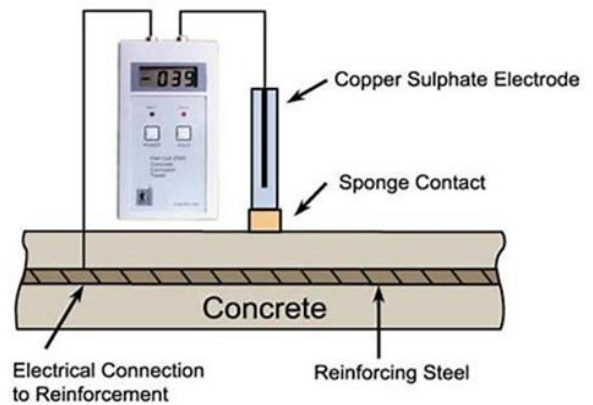 -039
Copper Sulphate Electrode
Sponge Contact
Concrete
Electrical Connection
to Reinforcement
Reinforcing Steel